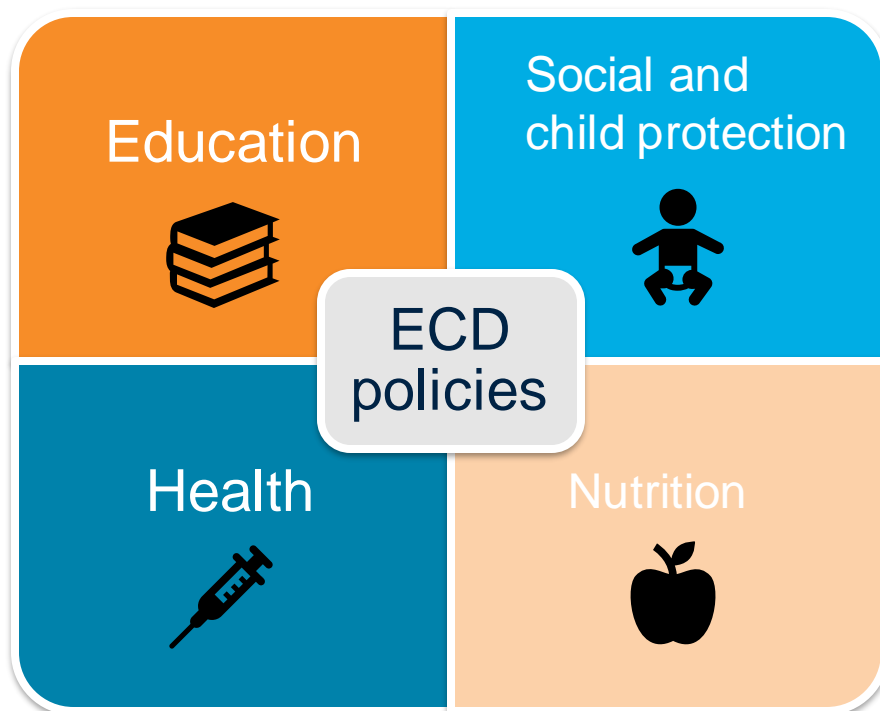 Education
Social and
child protection
ECD
policies
Health
Nutrition